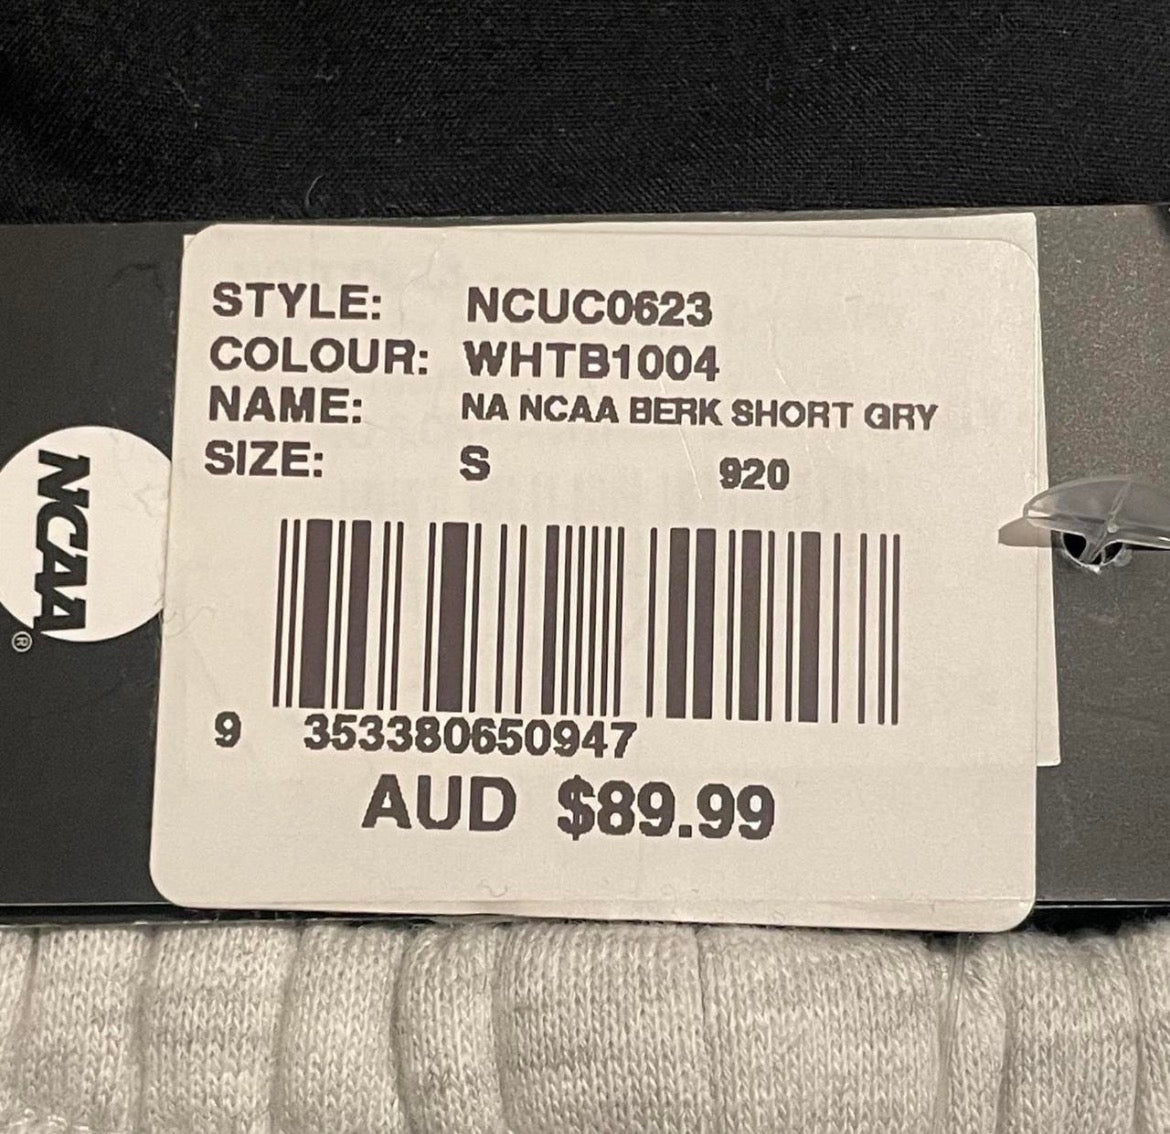 STYLE: NCUC0623
COLOUR: WHTB1004
NAME: NA NCAA BERK SHORT GRY
SIZE: S 920
9 353380650947
AUD $89.99
NCAA ®